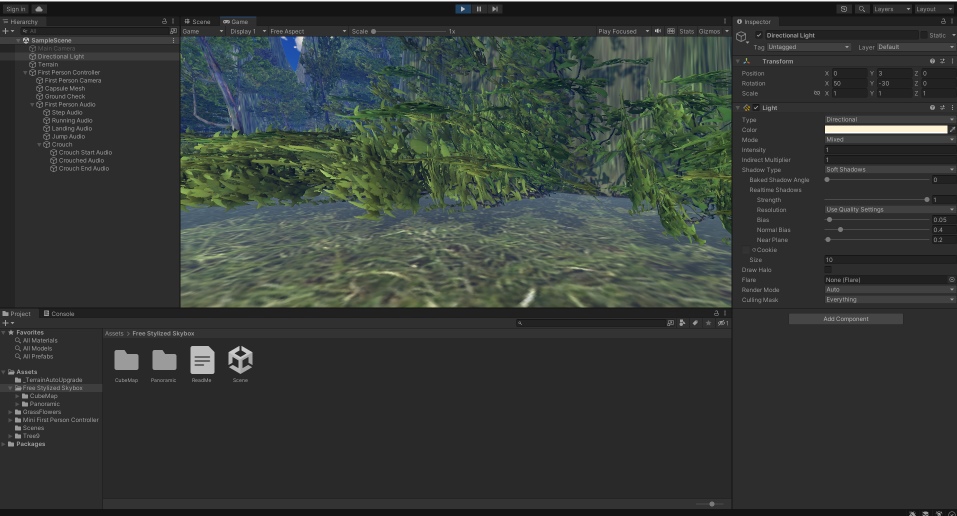 Sign in
Layers
Layout
Hierarchy
All
SampleScene
Main Camera
Directional Light
Terrain
First Person Controller
First Person Camera
Capsule Mesh
Ground Check
First Person Audio
Step Audio
Running Audio
Landing Audio
Jump Audio
Crouch
Crouch Start Audio
Crouched Audio
Crouch End Audio
Scene Game
Game Display 1 Free Aspect Scale 1x Play Focused Stats Gizmos
Inspector
Directional Light Static
Tag Untagged Layer Default
Transform
Position X 0 Y 3 Z 0
Rotation X 50 Y -30 Z 0
Scale X 1 Y 1 Z 1
Light
Type Directional
Color
Mode Mixed
Intensity 1
Indirect Multiplier 1
Shadow Type Soft Shadows
Baked Shadow Angle 0
Realtime Shadows
Strength 1
Resolution Use Quality Settings
Bias 0.05
Normal Bias 0.4
Near Plane 0.2
Cookie
Size 10
Draw Halo
Flare None (Flare)
Render Mode Auto
Culling Mask Everything
Add Component
Project Console
Favorites
All Materials
All Models
All Prefabs
Assets
_TerrainAutoUpgrade
Free Stylized Skybox
CubeMap
Panoramic
GrassFlowers
Mini First Person Controller
Scenes
Tree9
Packages
Assets > Free Stylized Skybox
CubeMap Panoramic ReadMe Scene